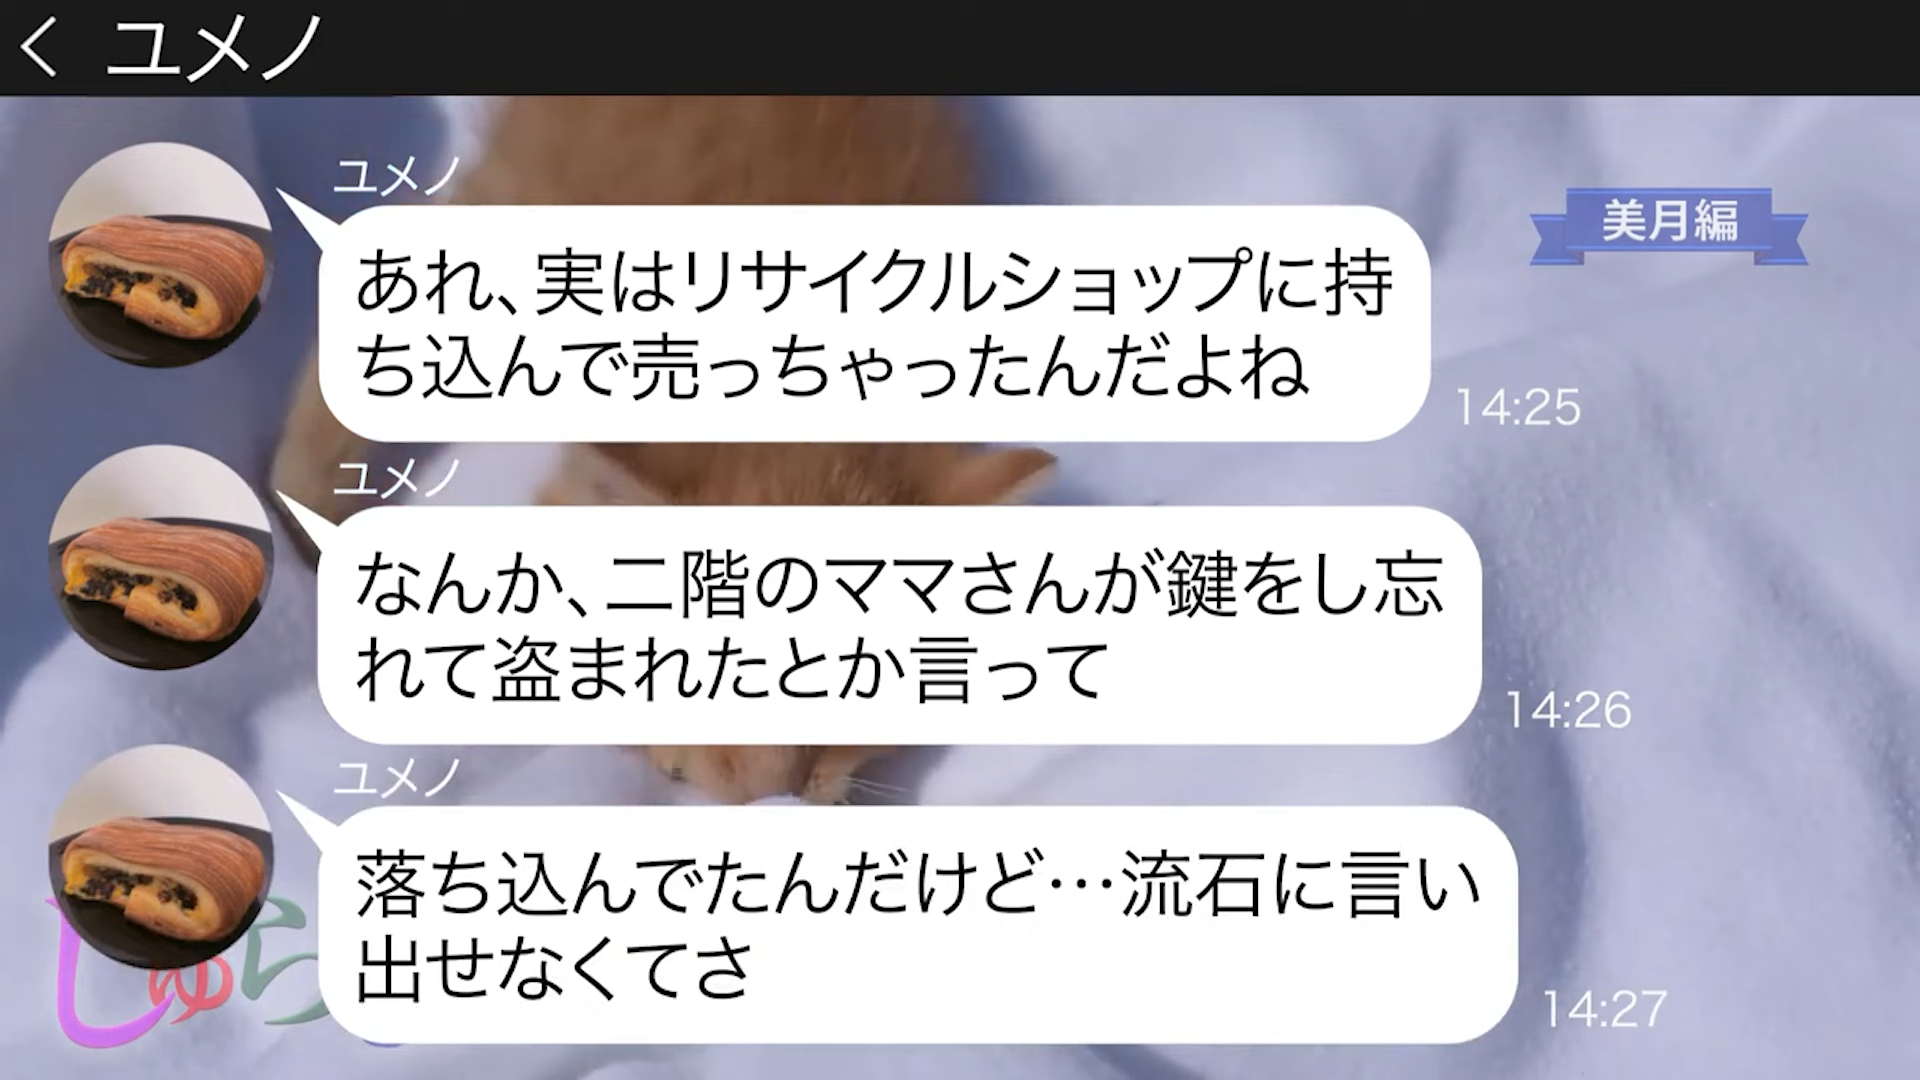 ユメノ
美月編
ユメノ
あれ、実はリサイクルショップに持
ち込んで売っちゃったんだよね
14:25
ユメノ
なんか、二階のママさんが鍵をし忘
れて盗まれたとか言って
14:26
ユメノ
落ち込んでたんだけど…流石に言い
出せなくてさ
14:27
しゅら